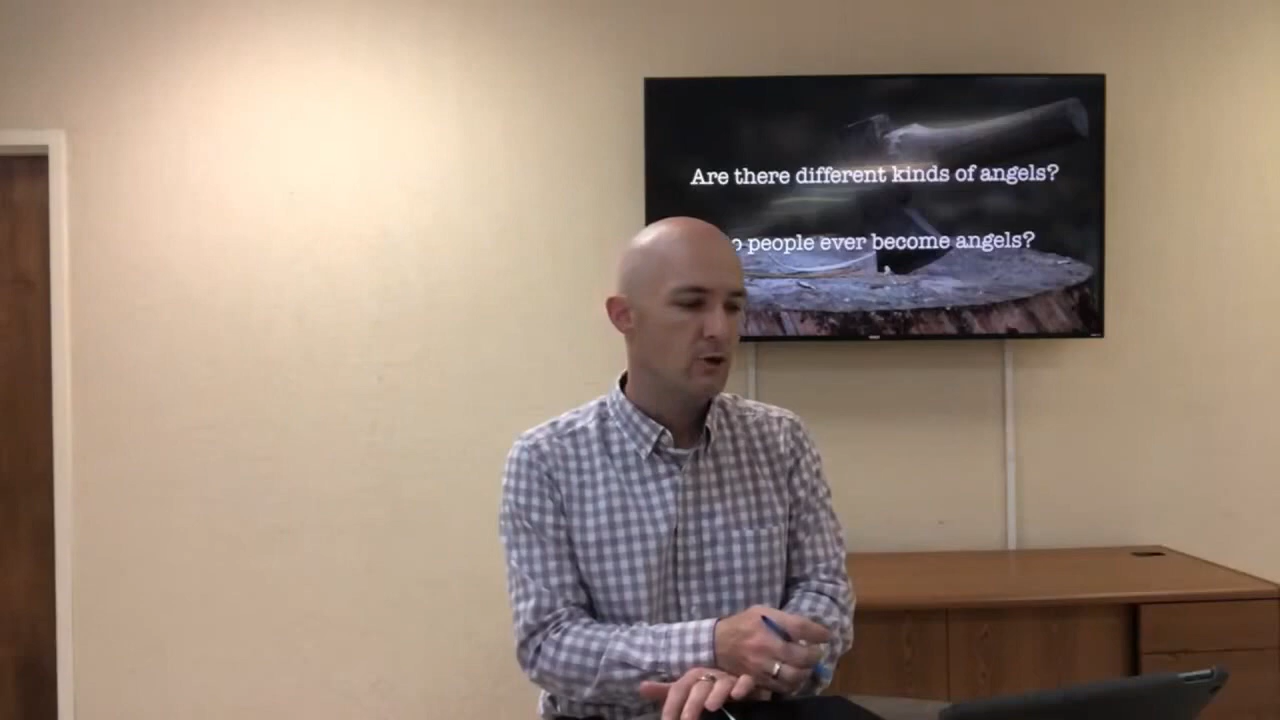 Are there different kinds of angels?
people ever become angels?